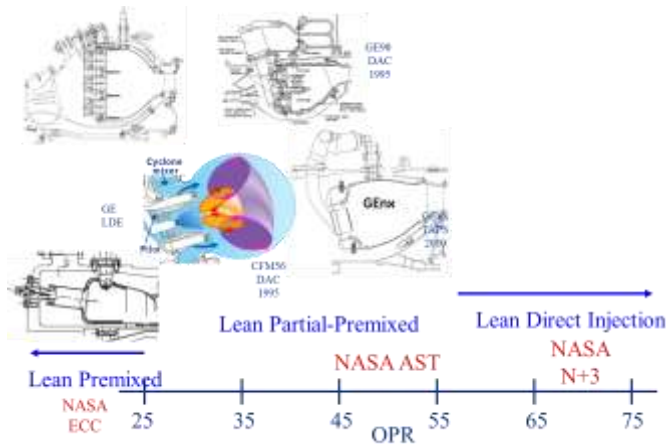 GE90
DAC
1995
Cyclone
mixer
GEnx
GE
LDE
Pilot
TAPS
CFM56
DAC
1995
Lean Partial-Premixed
Lean Direct Injection
NASA AST
NASA
N+3
Lean Premixed
NASA
ECC
25 35 45 55 65 75
OPR